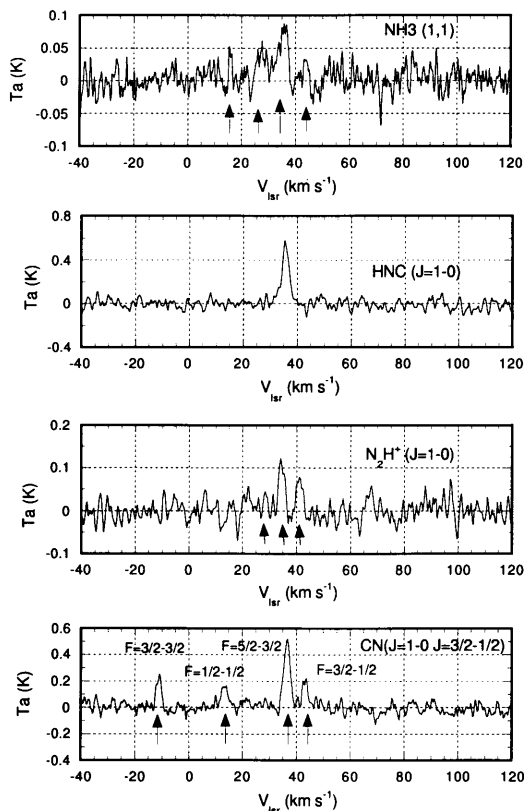 0.1
NH3 (1,1)
0.05
0
-0.05
0.1
Ta (K)
-40 -20 0 20 40 60 80 100 120
V lsr (km s-1)
0.8
HNC (J=1-0)
0.4
0
-0.4
Ta (K)
-40 -20 0 20 40 60 80 100 120
V lsr (km s-1)
0.2
N2H+ (J=1-0)
0.1
0
-0.1
Ta (K)
-40 -20 0 20 40 60 80 100 120
V lsr (km s-1)
0.6
F=3/2-3/2 F=5/2-3/2 CN(J=1-0 J=3/2-1/2)
0.4
F=1/2-1/2 F=3/2-1/2
0.2
0
-0.2
-0.4
Ta (K)
-40 -20 0 20 40 60 80 100 120
V lsr (km s-1)